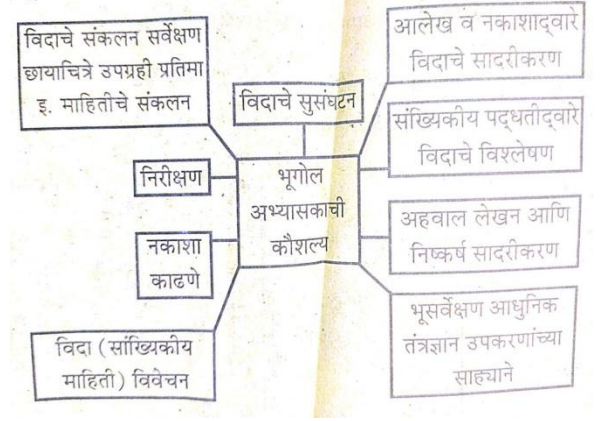 विदाचे संकलन सर्वेक्षण
छायाचित्रे उपग्रही प्रतिमा
इ. माहितीचे संकलन
विदाचे सुसंघटन
आलेख व नकाशाद्‌वारे
विदाचे सादरीकरण
संख्यिकीय पद्धतीद्‌वारे
विदाचे विश्लेषण
निरीक्षण
भूगोल
अभ्यासकाची
कौशल्य
अहवाल लेखन आणि
निष्कर्ष सादरीकरण
नकाशा
काढणे
भूसर्वेक्षण आधुनिक
तंत्रज्ञान उपकरणांच्या
साह्याने
विदा (सांख्यिकीय
माहिती) विवेचन